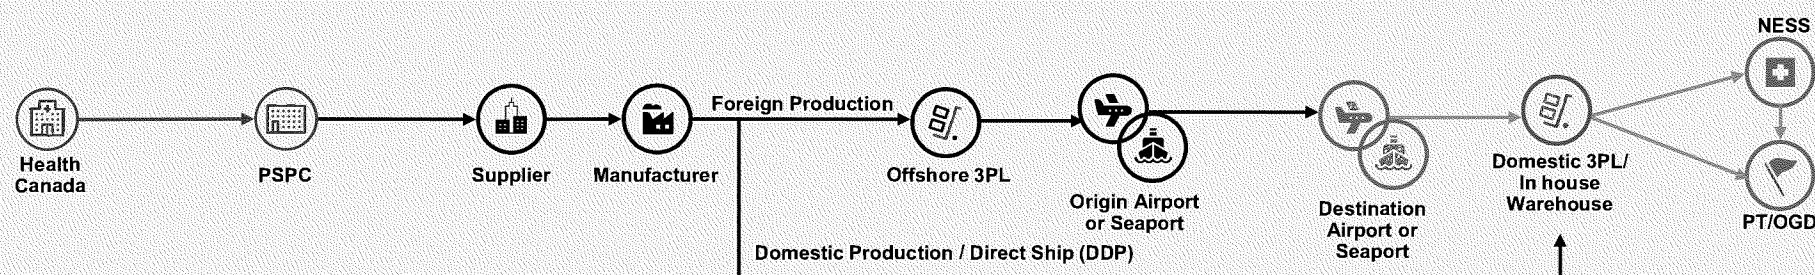 NESS
Foreign Production
Health
Canada
PSPC
Supplier
Manufacturer
Offshore 3PL
Origin Airport
or Seaport
Destination
Airport or
Seaport
Domestic 3PL/
In house
Warehouse
PT/OGD
Domestic Production / Direct Ship (DDP)